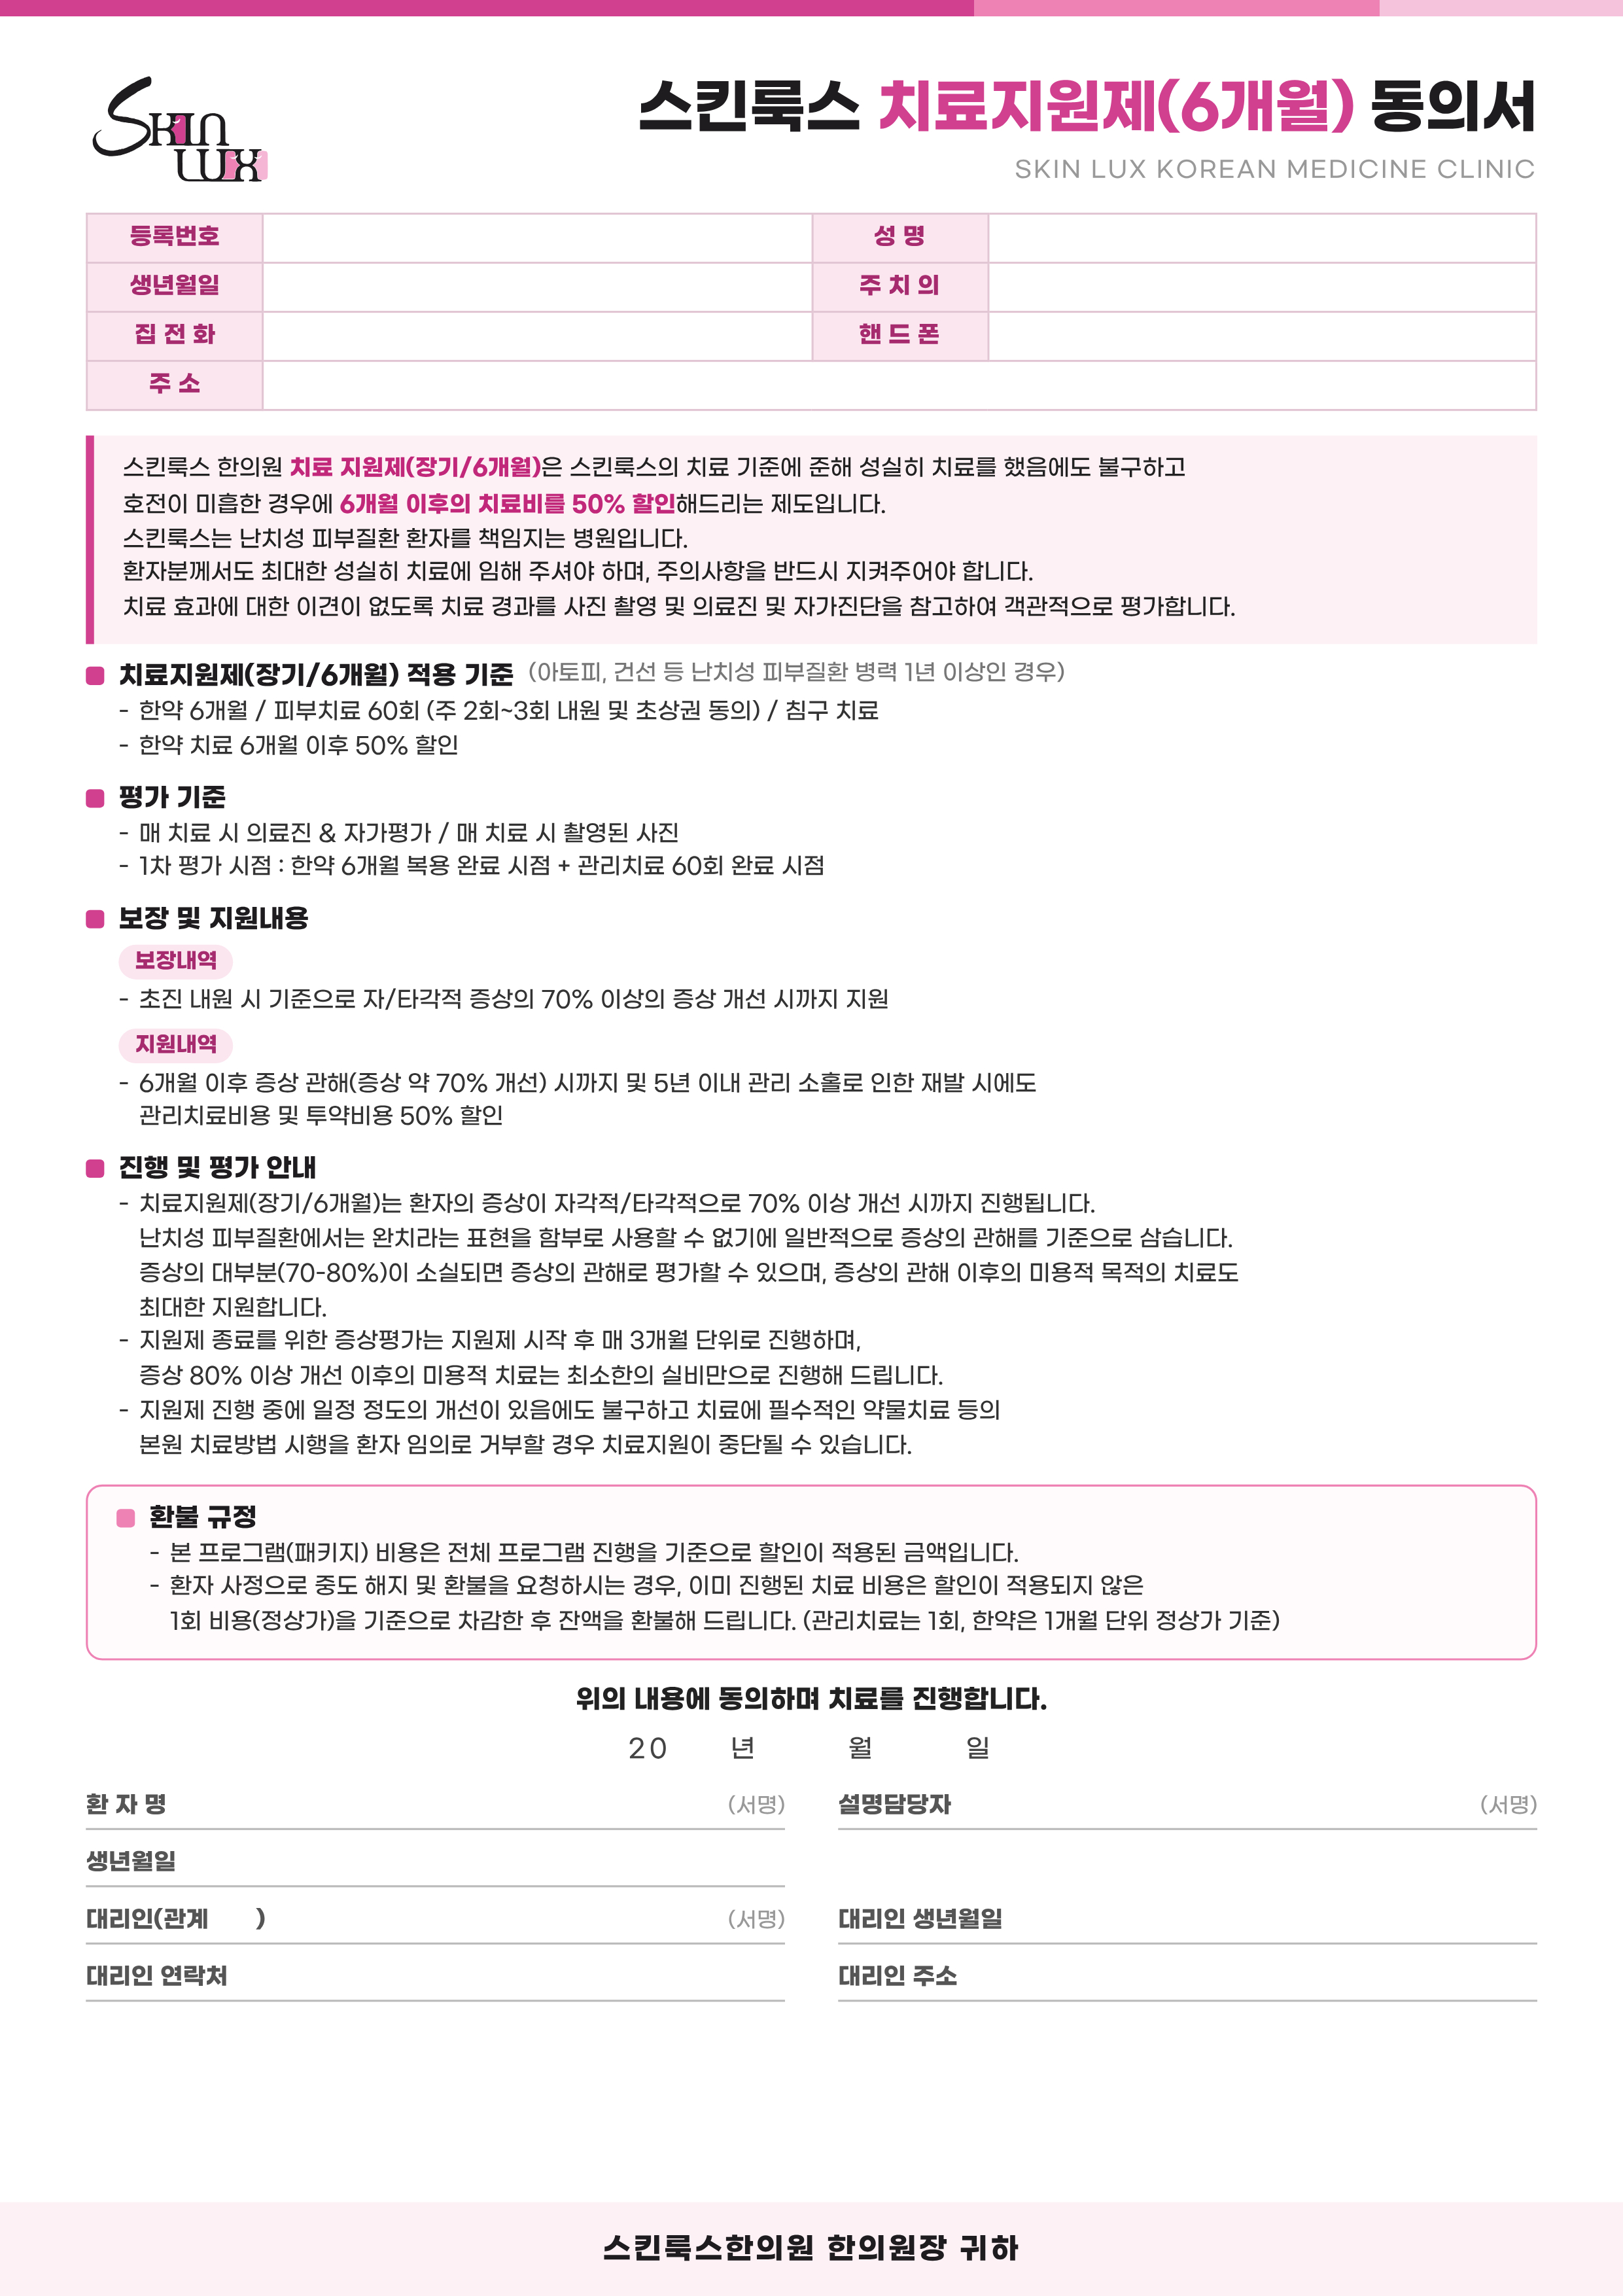 SKIN
LUX
스킨룩스 치료지원제(6개월) 동의서
SKIN LUX KOREAN MEDICINE CLINIC
등록번호 성 명
생년월일 주 치 의
집 전 화 핸 드 폰
주 소
스킨룩스 한의원 치료 지원제(장기/6개월)은 스킨룩스의 치료 기준에 준해 성실히 치료를 했음에도 불구하고
호전이 미흡한 경우에 6개월 이후의 치료비를 50% 할인해드리는 제도입니다.
스킨룩스는 난치성 피부질환 환자를 책임지는 병원입니다.
환자분께서도 최대한 성실히 치료에 임해 주셔야 하며, 주의사항을 반드시 지켜주어야 합니다.
치료 효과에 대한 이견이 없도록 치료 경과를 사진 촬영 및 의료진 및 자가진단을 참고하여 객관적으로 평가합니다.
치료지원제(장기/6개월) 적용 기준 (아토피, 건선 등 난치성 피부질환 병력 1년 이상인 경우)
- 한약 6개월 / 피부치료 60회 (주 2회~3회 내원 및 초상권 동의) / 침구 치료
- 한약 치료 6개월 이후 50% 할인
평가 기준
- 매 치료 시 의료진 & 자가평가 / 매 치료 시 촬영된 사진
- 1차 평가 시점 : 한약 6개월 복용 완료 시점 + 관리치료 60회 완료 시점
보장 및 지원내용
보장내역
- 초진 내원 시 기준으로 자/타각적 증상의 70% 이상의 증상 개선 시까지 지원
지원내역
- 6개월 이후 증상 관해(증상 약 70% 개선) 시까지 및 5년 이내 관리 소홀로 인한 재발 시에도
관리치료비용 및 투약비용 50% 할인
진행 및 평가 안내
- 치료지원제(장기/6개월)는 환자의 증상이 자각적/타각적으로 70% 이상 개선 시까지 진행됩니다.
난치성 피부질환에서는 완치라는 표현을 함부로 사용할 수 없기에 일반적으로 증상의 관해를 기준으로 삼습니다.
증상의 대부분(70-80%)이 소실되면 증상의 관해로 평가할 수 있으며, 증상의 관해 이후의 미용적 목적의 치료도
최대한 지원합니다.
- 지원제 종료를 위한 증상평가는 지원제 시작 후 매 3개월 단위로 진행하며,
증상 80% 이상 개선 이후의 미용적 치료는 최소한의 실비만으로 진행해 드립니다.
- 지원제 진행 중에 일정 정도의 개선이 있음에도 불구하고 치료에 필수적인 약물치료 등의
본원 치료방법 시행을 환자 임의로 거부할 경우 치료지원이 중단될 수 있습니다.
환불 규정
- 본 프로그램(패키지) 비용은 전체 프로그램 진행을 기준으로 할인이 적용된 금액입니다.
- 환자 사정으로 중도 해지 및 환불을 요청하시는 경우, 이미 진행된 치료 비용은 할인이 적용되지 않은
1회 비용(정상가)을 기준으로 차감한 후 잔액을 환불해 드립니다. (관리치료는 1회, 한약은 1개월 단위 정상가 기준)
위의 내용에 동의하며 치료를 진행합니다.
20 년 월 일
환 자 명 (서명) 설명담당자 (서명)
생년월일
대리인(관계 ) (서명) 대리인 생년월일
대리인 연락처 대리인 주소
스킨룩스한의원 한의원장 귀하